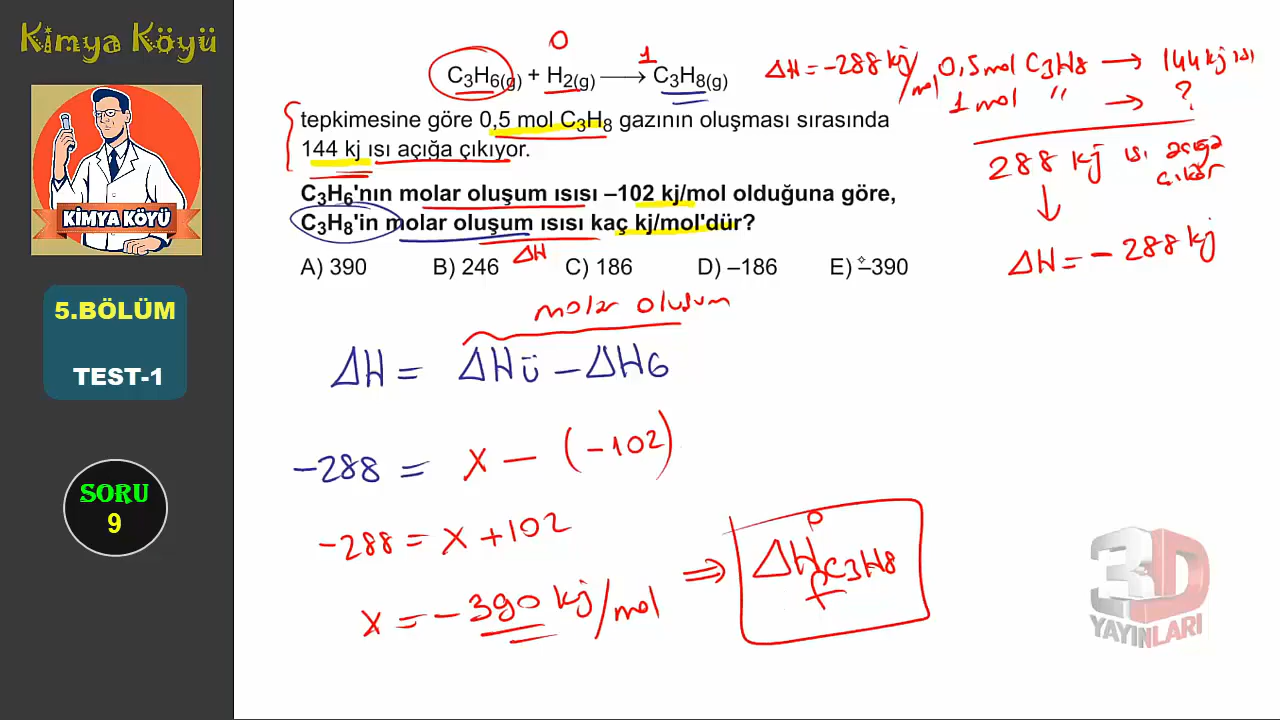 Kimya Köyü
KİMYA KÖYÜ
5.BÖLÜM
TEST-1
SORU
9
0
1
C₃H₆(g) + H₂(g) ⟶ C₃H₈(g)
tepkimesine göre 0,5 mol C₃H₈ gazının oluşması sırasında
144 kj ısı açığa çıkıyor.
C₃H₆'nın molar oluşum ısısı –102 kj/mol olduğuna göre,
C₃H₈'in molar oluşum ısısı kaç kj/mol'dür?
ΔH
A) 390 B) 246 C) 186 D) –186 E) –390
ΔH = -288 kj/mol
0,5 mol C3H8 → 144 kj ısı
1 mol " → ?
288 kj ısı açığa
çıkar
ΔH = - 288 kj
molar oluşum
ΔH = ΔHü - ΔHG
-288 = x - (-102)
-288 = x + 102
x = -390 kj/mol
⇒ ΔH°f C3H8
3D
YAYINLARI